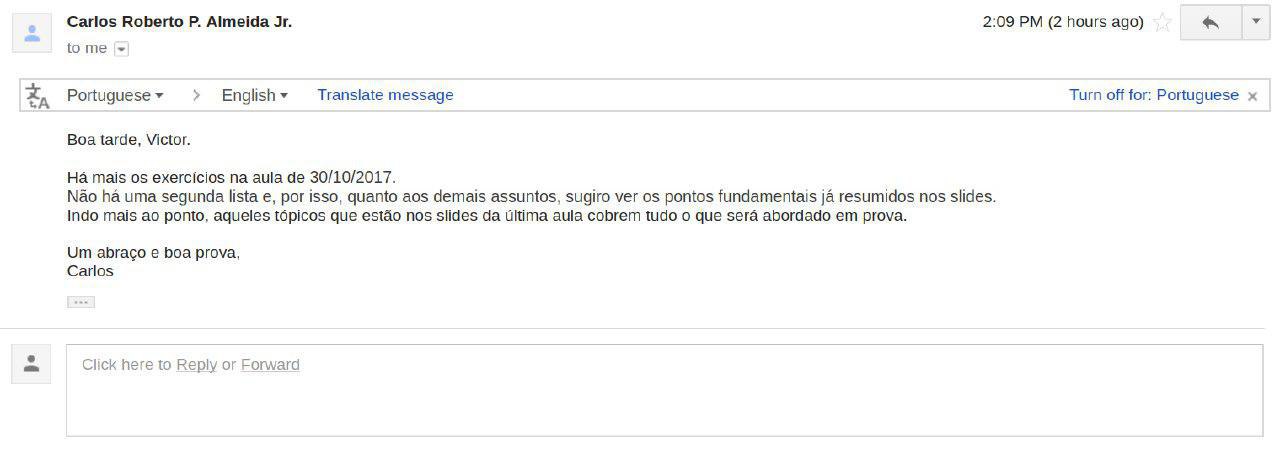 Carlos Roberto P. Almeida Jr.
2:09 PM (2 hours ago)
to me
Portuguese
English
Translate message
Turn off for: Portuguese
Boa tarde, Victor.
Há mais os exercícios na aula de 30/10/2017.
Não há uma segunda lista e, por isso, quanto aos demais assuntos, sugiro ver os pontos fundamentais já resumidos nos slides.
Indo mais ao ponto, aqueles tópicos que estão nos slides da última aula cobrem tudo o que será abordado em prova.
Um abraço e boa prova,
Carlos
Click here to Reply or Forward